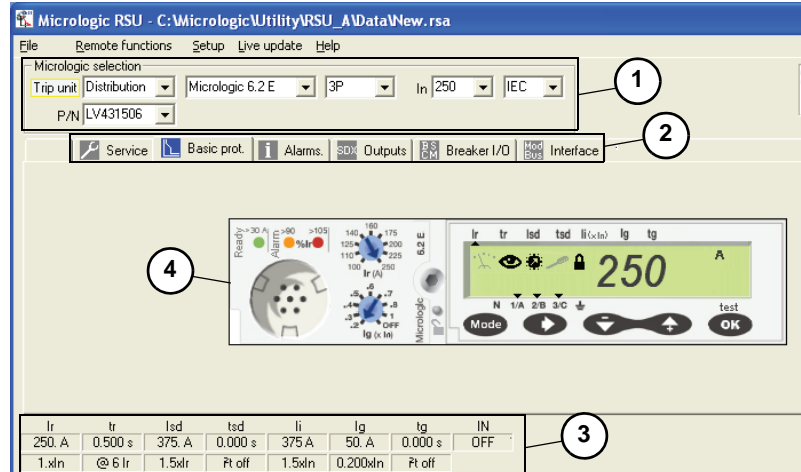 Micrologic RSU - C:\Micrologic\Utility\RSU_A\Data\New.rsa
File Remote functions Setup Live update Help
Micrologic selection
Trip unit Distribution Micrologic 6.2 E 3P In 250 IEC
P/N LV431506
1
2
Service Basic prot. Alarms. SDX Outputs BSCM Breaker I/O Mod Bus Interface
4
Ready >30 A Alarm >90 >105 %Ir
100 110 125 140 160 175 200 225 250
Ir (A)
.2 .3 .4 .5 .6 .7 .8 1 OFF
Ig (x In)
6.2 E
Micrologic
Ir tr Isd tsd Ii(xIn) Ig tg
250 A
N 1/A 2/B 3/C
test
Mode OK
Ir tr Isd tsd Ii Ig tg IN
250. A 0.500 s 375. A 0.000 s 375 A 50. A 0.000 s OFF
1.xIn @ 6 Ir 1.5xIr I²t off 1.5xIn 0.200xIn I²t off
3